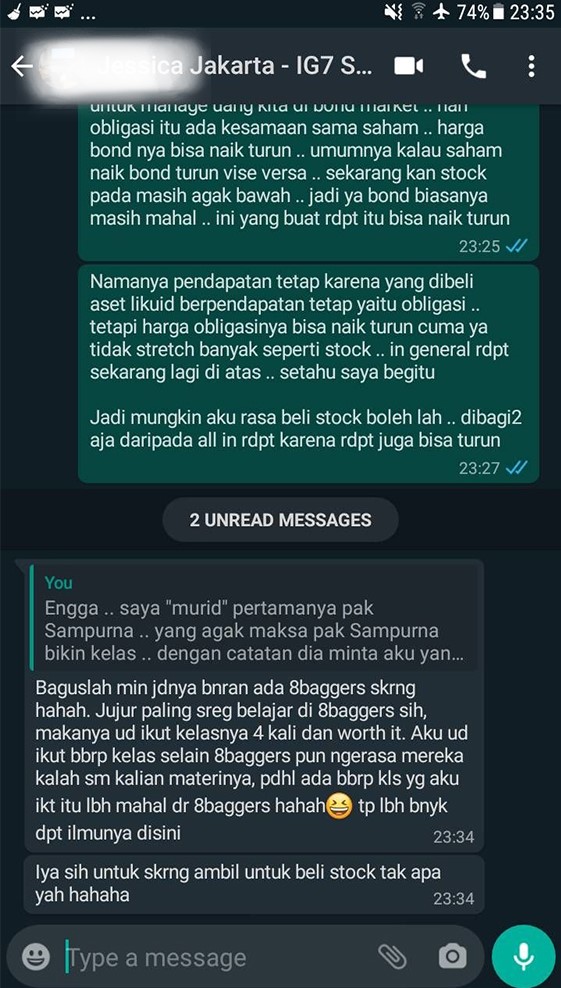 ... 74% 23:35
Jessica Jakarta - IG7 S...
untuk manage uang kita di bond market .. nah
obligasi itu ada kesamaan sama saham .. harga
bond nya bisa naik turun .. umumnya kalau saham
naik bond turun vise versa .. sekarang kan stock
pada masih agak bawah .. jadi ya bond biasanya
masih mahal .. ini yang buat rdpt itu bisa naik turun
23:25
Namanya pendapatan tetap karena yang dibeli
aset likuid berpendapatan tetap yaitu obligasi ..
tetapi harga obligasinya bisa naik turun cuma ya
tidak stretch banyak seperti stock .. in general rdpt
sekarang lagi di atas .. setahu saya begitu
Jadi mungkin aku rasa beli stock boleh lah .. dibagi2
aja daripada all in rdpt karena rdpt juga bisa turun
23:27
2 UNREAD MESSAGES
You
Engga .. saya "murid" pertamanya pak
Sampurna .. yang agak maksa pak Sampurna
bikin kelas .. dengan catatan dia minta aku yan...
Baguslah min jdnya bnran ada 8baggers skrng
hahah. Jujur paling sreg belajar di 8baggers sih,
makanya ud ikut kelasnya 4 kali dan worth it. Aku ud
ikut bbrp kelas selain 8baggers pun ngerasa mereka
kalah sm kalian materinya, pdhl ada bbrp kls yg aku
ikt itu lbh mahal dr 8baggers hahah😆 tp lbh bnyk
dpt ilmunya disini
23:34
Iya sih untuk skrng ambil untuk beli stock tak apa
yah hahaha
23:34
Type a message